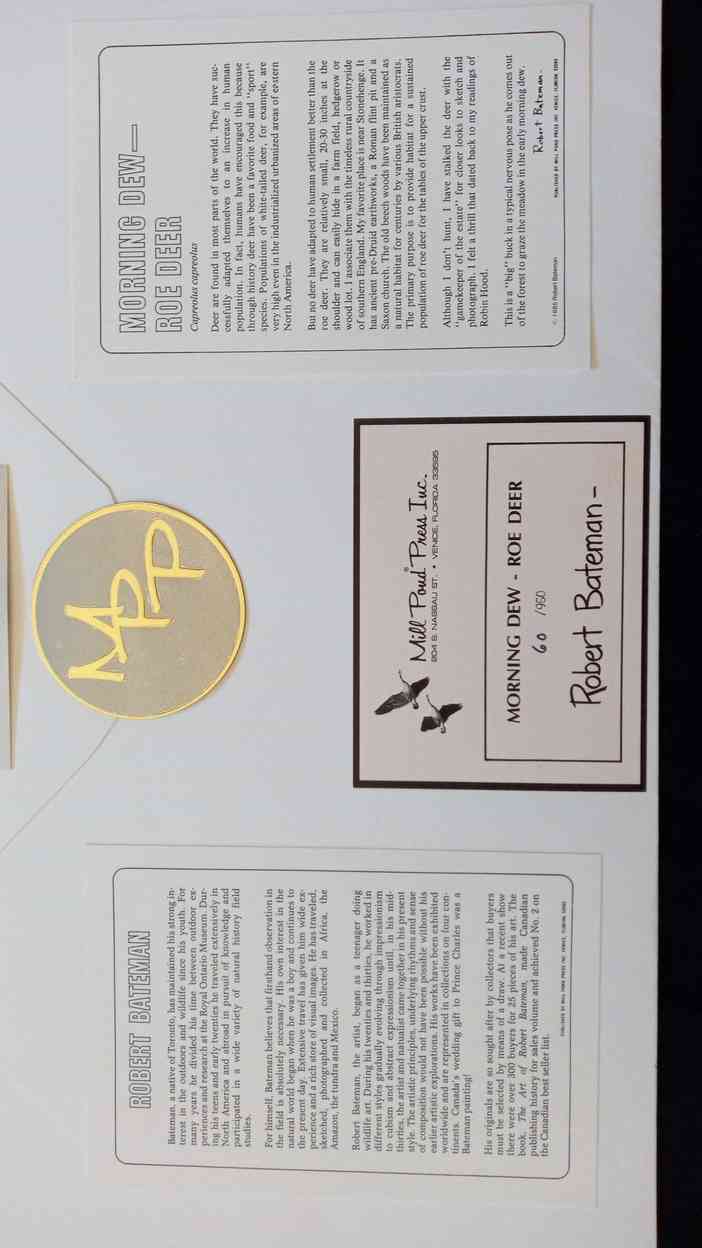 ROBERT BATEMAN
Bateman, a native of Toronto, has maintained his strong in-
terest in the outdoors and wildlife since his youth. For
many years he divided his time between outdoor ex-
periences and research at the Royal Ontario Museum. Dur-
ing his teens and early twenties he traveled extensively in
North America and abroad in pursuit of knowledge and
participated in a wide variety of natural history field
studies.
For himself, Bateman believes that firsthand observation in
the field is absolutely necessary. His own interest in the
natural world began when he was a boy and continues to
the present day. Extensive travel has given him wide ex-
perience and a rich store of visual images. He has traveled,
sketched, photographed and collected in Africa, the
Amazon, the tundra and Mexico.
Robert Bateman, the artist, began as a teenager doing
wildlife art. During his twenties and thirties, he worked in
different styles gradually evolving through impressionism
to cubism and abstract expressionism until, in his mid-
thirties, the artist and naturalist came together in his present
style. The artistic principles, underlying rhythms and sense
of composition would not have been possible without his
earlier artistic explorations. His works have been exhibited
worldwide and are represented in collections on four con-
tinents. Canada's wedding gift to Prince Charles was a
Bateman painting!
His originals are so sought after by collectors that buyers
must be selected by means of a draw. At a recent show
there were over 300 buyers for 25 pieces of his art. The
book, The Art of Robert Bateman, made Canadian
publishing history for sales volume and achieved No. 2 on
the Canadian best seller list.
PUBLISHED BY MILL POND PRESS INC. VENICE, FLORIDA 33595
MPP
Mill Pond Press Inc.
204 S. NASSAU ST. • VENICE, FLORIDA 33595
MORNING DEW - ROE DEER
60 /950
Robert Bateman –
MORNING DEW—
ROE DEER
Capreolus capreolus
Deer are found in most parts of the world. They have suc-
cessfully adapted themselves to an increase in human
population. In fact, humans have encouraged this because
through history deer have been a favorite food and "sport"
species. Populations of white-tailed deer, for example, are
very high even in the industrialized urbanized areas of eastern
North America.
But no deer have adapted to human settlement better than the
roe deer. They are relatively small, 20-30 inches at the
shoulder and can easily hide in a farm field, hedgerow or
wood lot. I associate them with the timeless rural countryside
of southern England. My favorite place is near Stonehenge. It
has ancient pre-Druid earthworks, a Roman flint pit and a
Saxon church. The old beech woods have been maintained as
a natural habitat for centuries by various British aristocrats.
The primary purpose is to provide habitat for a sustained
population of roe deer for the tables of the upper crust.
Although I don't hunt, I have stalked the deer with the
"gamekeeper of the estate" for closer looks to sketch and
photograph. I felt a thrill that dated back to my readings of
Robin Hood.
This is a "big" buck in a typical nervous pose as he comes out
of the forest to graze the meadow in the early morning dew.
Robert Bateman –
© 1985 Robert Bateman
PUBLISHED BY MILL POND PRESS INC. VENICE, FLORIDA 33595